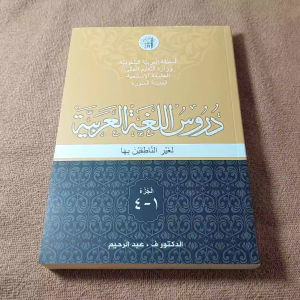 المملكة العربية السعودية
وزارة التعليم العالي
الجامعة الإسلامية
بالمدينة المنورة
دروس اللغة العربية
لغير الناطقين بها
الجزء
١-٤
الدكتور ف . عبد الرحيم